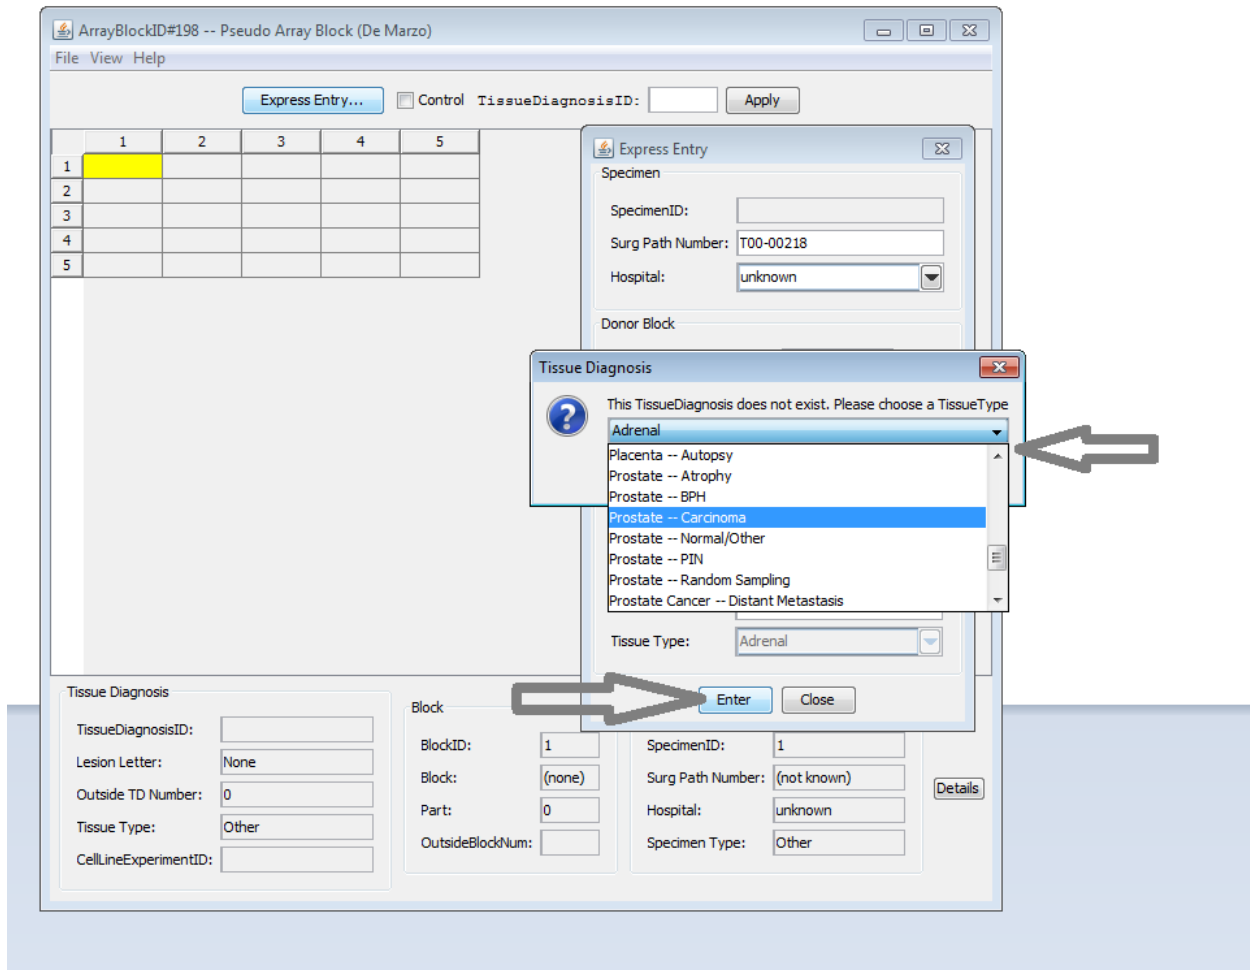 ArrayBlockID#198 -- Pseudo Array Block (De Marzo)
File View Help
Express Entry... Control TissueDiagnosisID: Apply
1 2 3 4 5
1
2
3
4
5
Express Entry
Specimen
SpecimenID:
Surg Path Number: T00-00218
Hospital: unknown
Donor Block
Tissue Diagnosis
This TissueDiagnosis does not exist. Please choose a TissueType
Adrenal
Placenta -- Autopsy
Prostate -- Atrophy
Prostate -- BPH
Prostate -- Carcinoma
Prostate -- Normal/Other
Prostate -- PIN
Prostate -- Random Sampling
Prostate Cancer -- Distant Metastasis
Tissue Type: Adrenal
Enter Close
Tissue Diagnosis
TissueDiagnosisID:
Lesion Letter: None
Outside TD Number: 0
Tissue Type: Other
CellLineExperimentID:
Block
BlockID: 1
Block: (none)
Part: 0
OutsideBlockNum:
SpecimenID: 1
Surg Path Number: (not known)
Hospital: unknown
Specimen Type: Other
Details